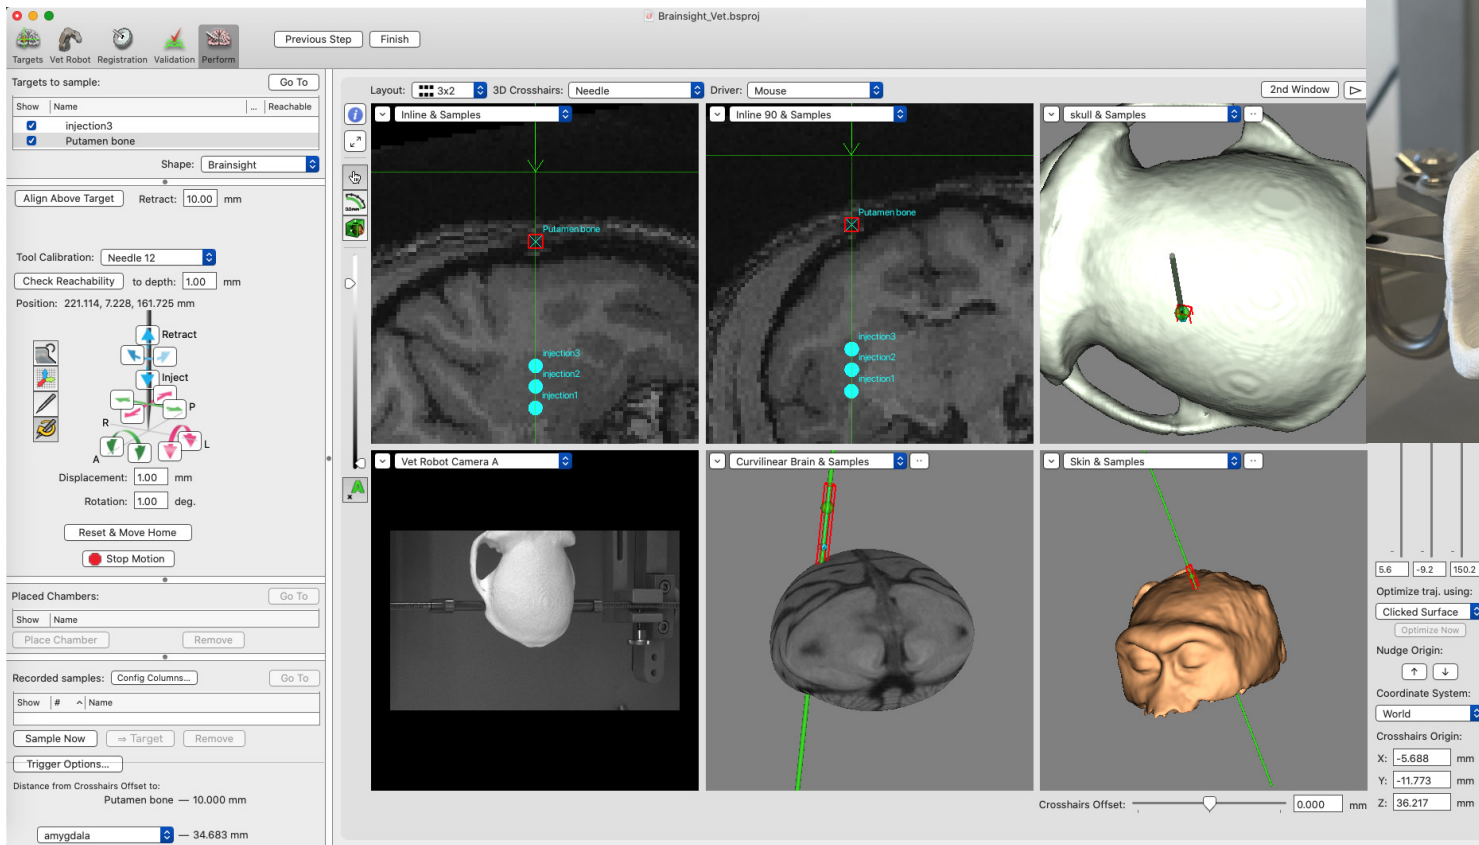 Brainsight_Vet.bsproj
Targets
Vet Robot
Registration
Validation
Perform
Previous Step
Finish
Targets to sample:
Go To
Show Name ... Reachable
injection3
Putamen bone
Shape: Brainsight
Align Above Target Retract: 10.00 mm
Tool Calibration: Needle 12
Check Reachability to depth: 1.00 mm
Position: 221.114, 7.228, 161.725 mm
Retract
Inject
P
R
L
A
Displacement: 1.00 mm
Rotation: 1.00 deg.
Reset & Move Home
Stop Motion
Placed Chambers: Go To
Show Name
Place Chamber Remove
Recorded samples: Config Columns... Go To
Show # Name
Sample Now ⇒ Target Remove
Trigger Options...
Distance from Crosshairs Offset to:
Putamen bone — 10.000 mm
amygdala — 34.683 mm
Layout: 3x2 3D Crosshairs: Needle Driver: Mouse 2nd Window
Inline & Samples
Putamen bone
injection3
injection2
injection1
Inline 90 & Samples
Putamen bone
injection3
injection2
injection1
skull & Samples
Vet Robot Camera A
Curvilinear Brain & Samples
Skin & Samples
5.6 -9.2 150.2
Optimize traj. using:
Clicked Surface
Optimize Now
Nudge Origin:
Coordinate System:
World
Crosshairs Origin:
X: -5.688 mm
Y: -11.773 mm
Z: 36.217 mm
Crosshairs Offset: 0.000 mm